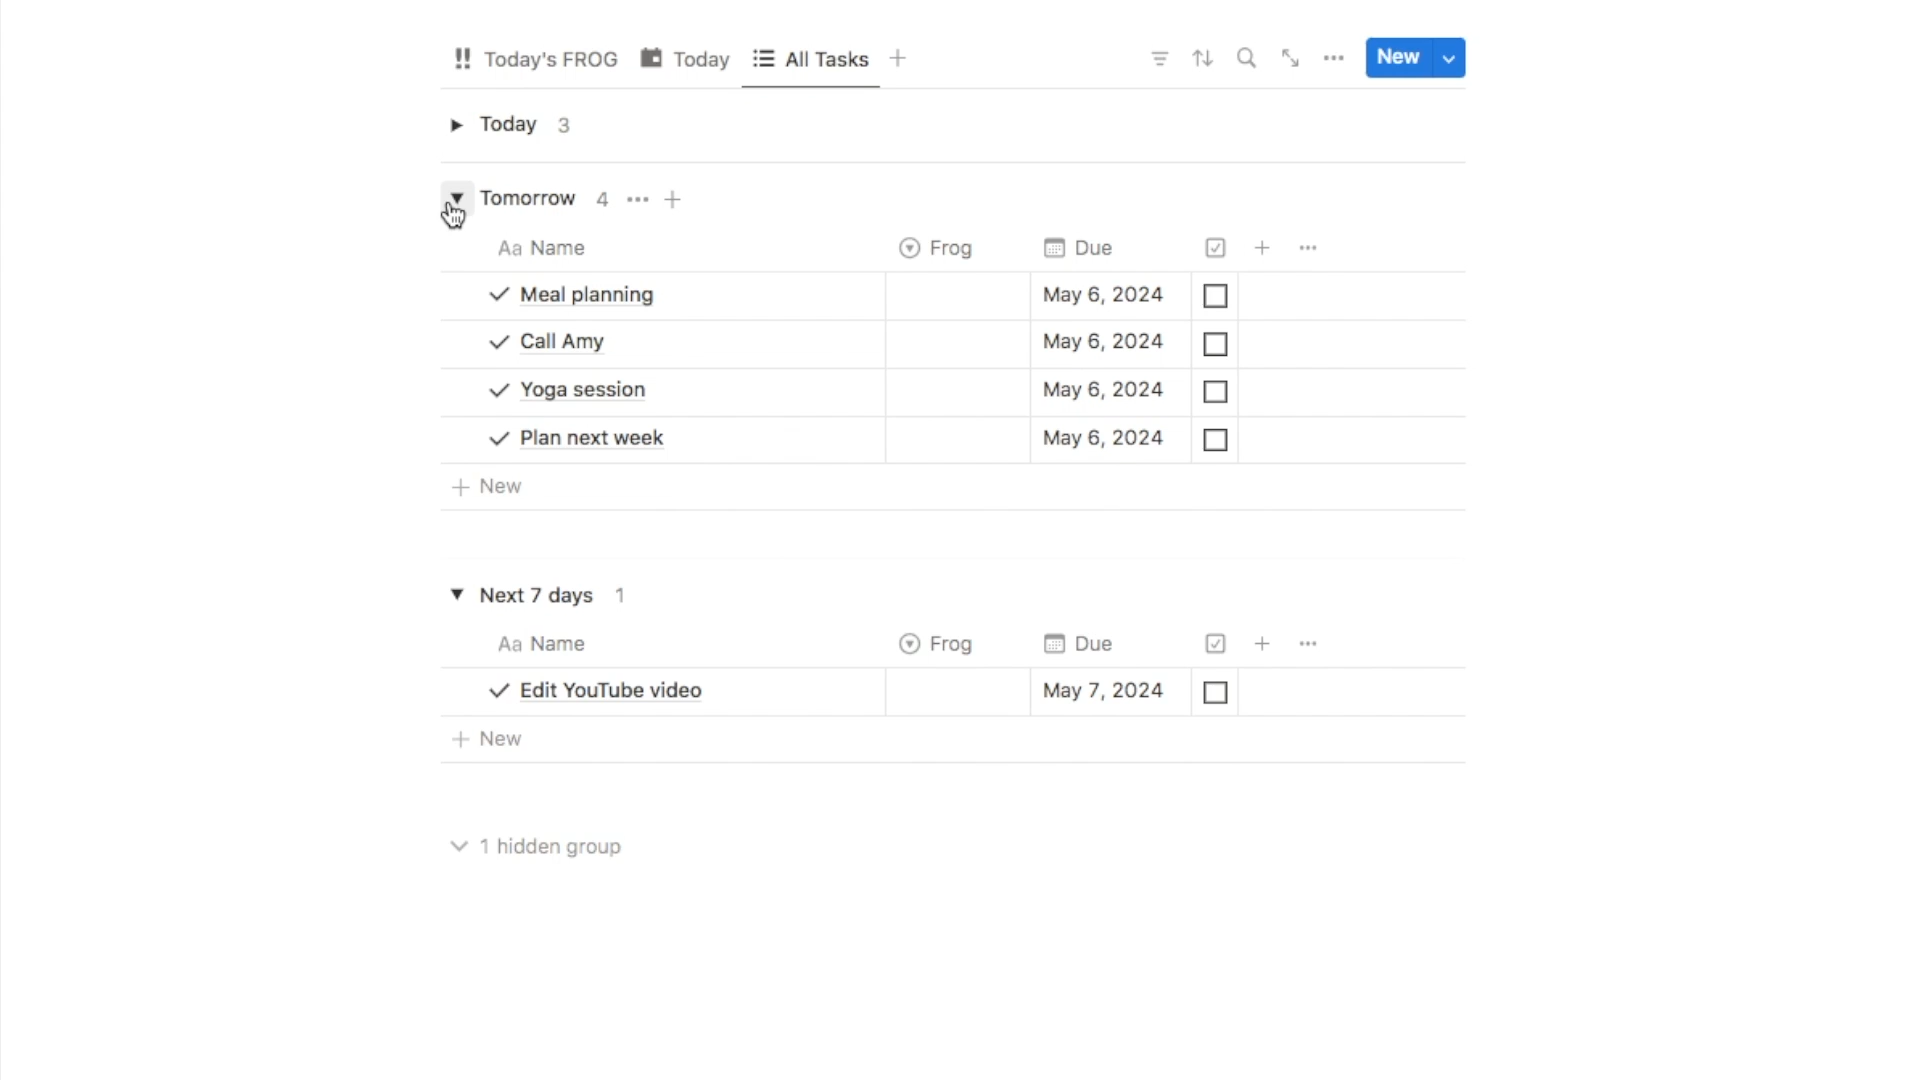 Today's FROG Today All Tasks New
Today 3
Tomorrow 4
Aa Name Frog Due
Meal planning May 6, 2024
Call Amy May 6, 2024
Yoga session May 6, 2024
Plan next week May 6, 2024
New
Next 7 days 1
Aa Name Frog Due
Edit YouTube video May 7, 2024
New
1 hidden group